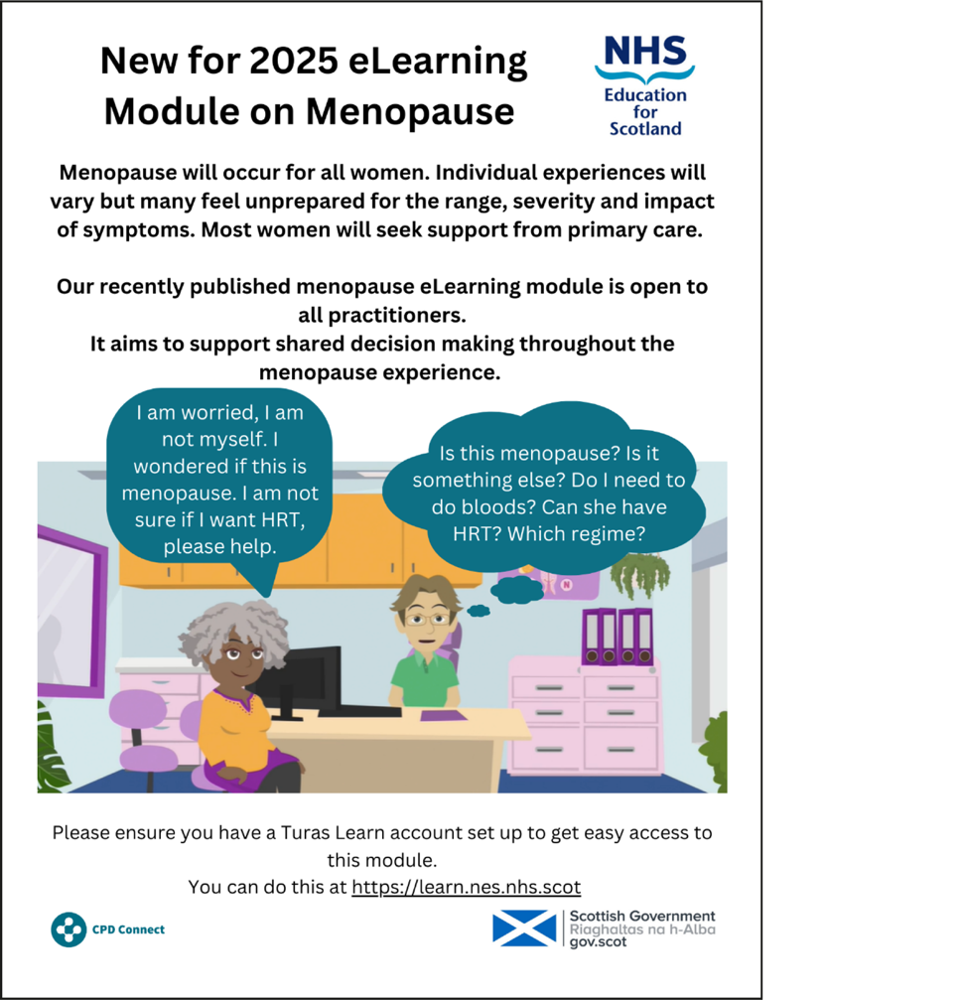 New for 2025 eLearning
Module on Menopause
NHS
Education
for
Scotland
Menopause will occur for all women. Individual experiences will
vary but many feel unprepared for the range, severity and impact
of symptoms. Most women will seek support from primary care.
Our recently published menopause eLearning module is open to
all practitioners.
It aims to support shared decision making throughout the
menopause experience.
I am worried, I am
not myself. I
wondered if this is
menopause. I am not
sure if I want HRT,
please help.
Is this menopause? Is it
something else? Do I need to
do bloods? Can she have
HRT? Which regime?
N
Please ensure you have a Turas Learn account set up to get easy access to
this module.
You can do this at https://learn.nes.nhs.scot
CPD Connect
Scottish Government
Riaghaltas na h-Alba
gov.scot